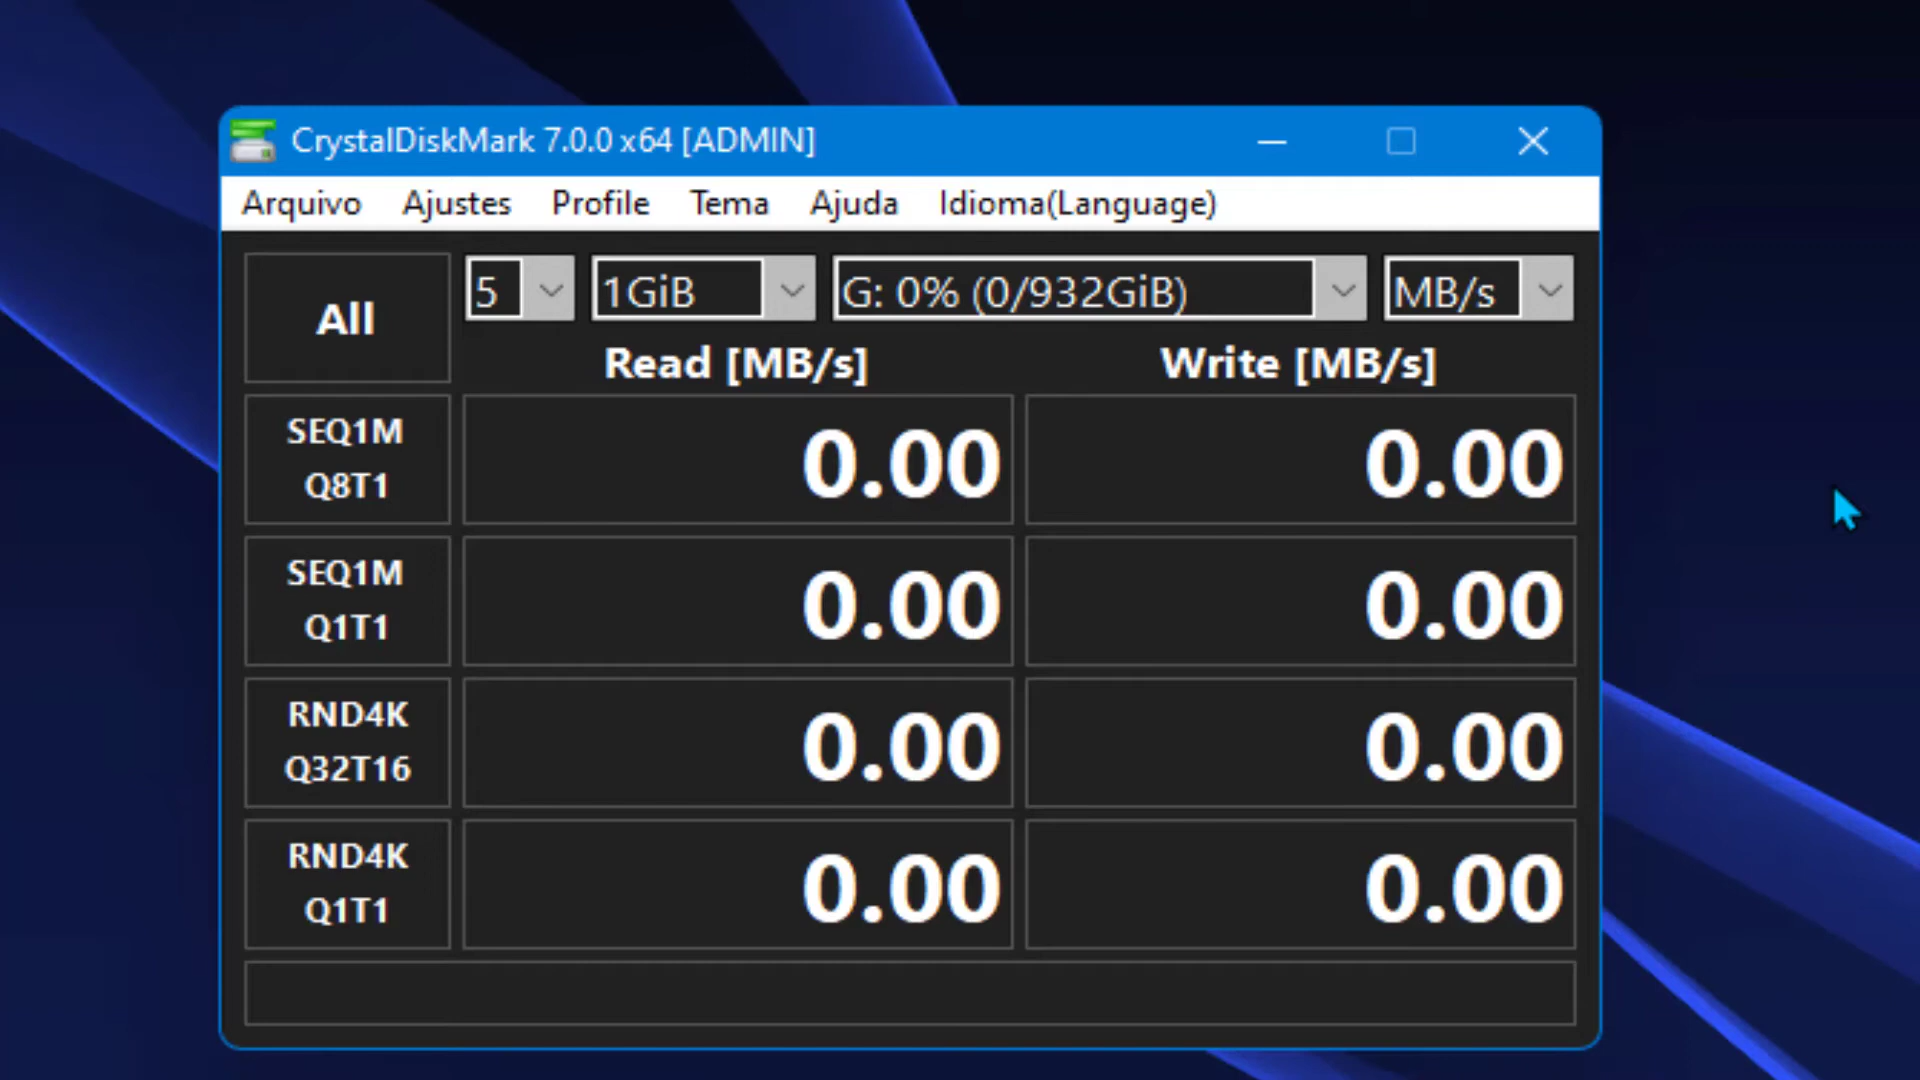 CrystalDiskMark 7.0.0 x64 [ADMIN]
Arquivo Ajustes Profile Tema Ajuda Idioma(Language)
All 5 1GiB G: 0% (0/932GiB) MB/s
Read [MB/s] Write [MB/s]
SEQ1M
Q8T1 0.00 0.00
SEQ1M
Q1T1 0.00 0.00
RND4K
Q32T16 0.00 0.00
RND4K
Q1T1 0.00 0.00